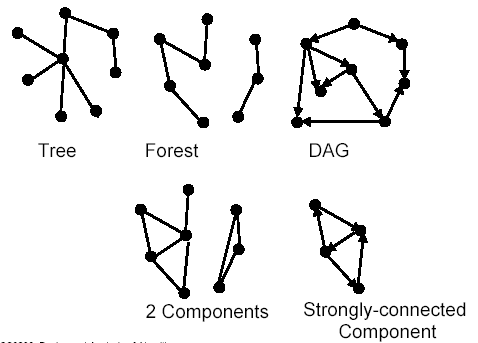 Tree
Forest
DAG
2 Components
Strongly-connected
Component